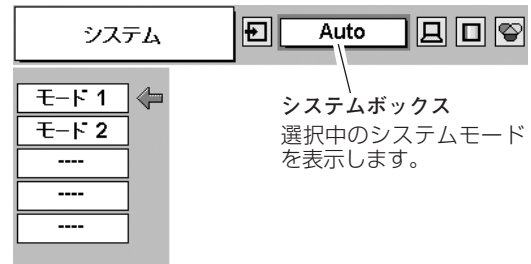 システム
Auto
モード 1
モード 2
----
----
----
システムボックス
選択中のシステムモード
を表示します。